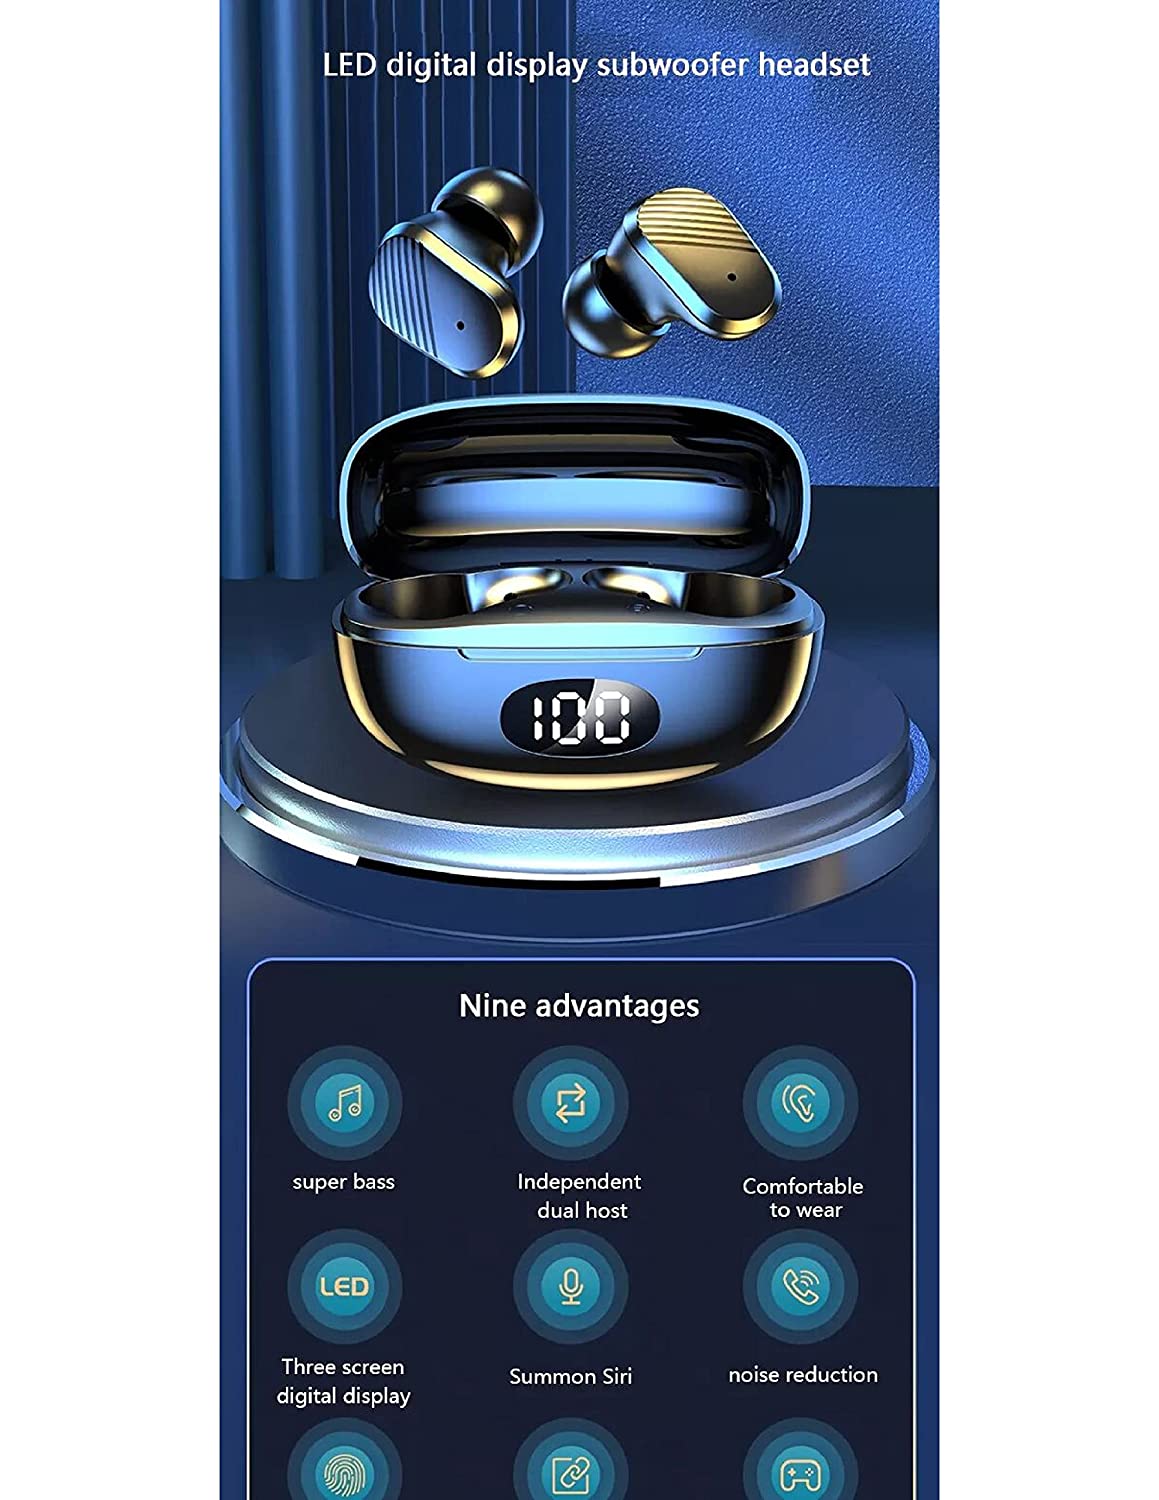 LED digital display subwoofer headset
100
Nine advantages
super bass
Independent
dual host
Comfortable
to wear
LED
Three screen
digital display
Summon Siri
noise reduction